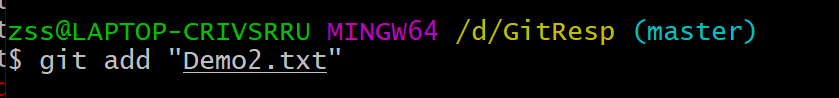 zss@LAPTOP-CRIVSRRU MINGW64 /d/GitResp (master)
$ git add "Demo2.txt"